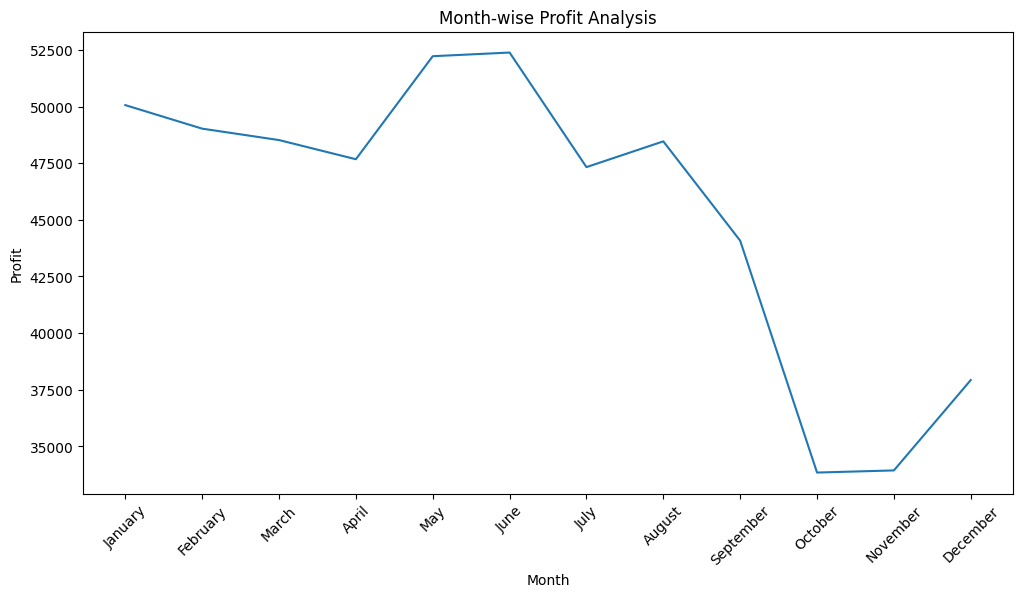 Month-wise Profit Analysis
52500
50000
47500
45000
42500
40000
37500
35000
Profit
January
February
March
April
May
June
July
August
September
October
November
December
Month